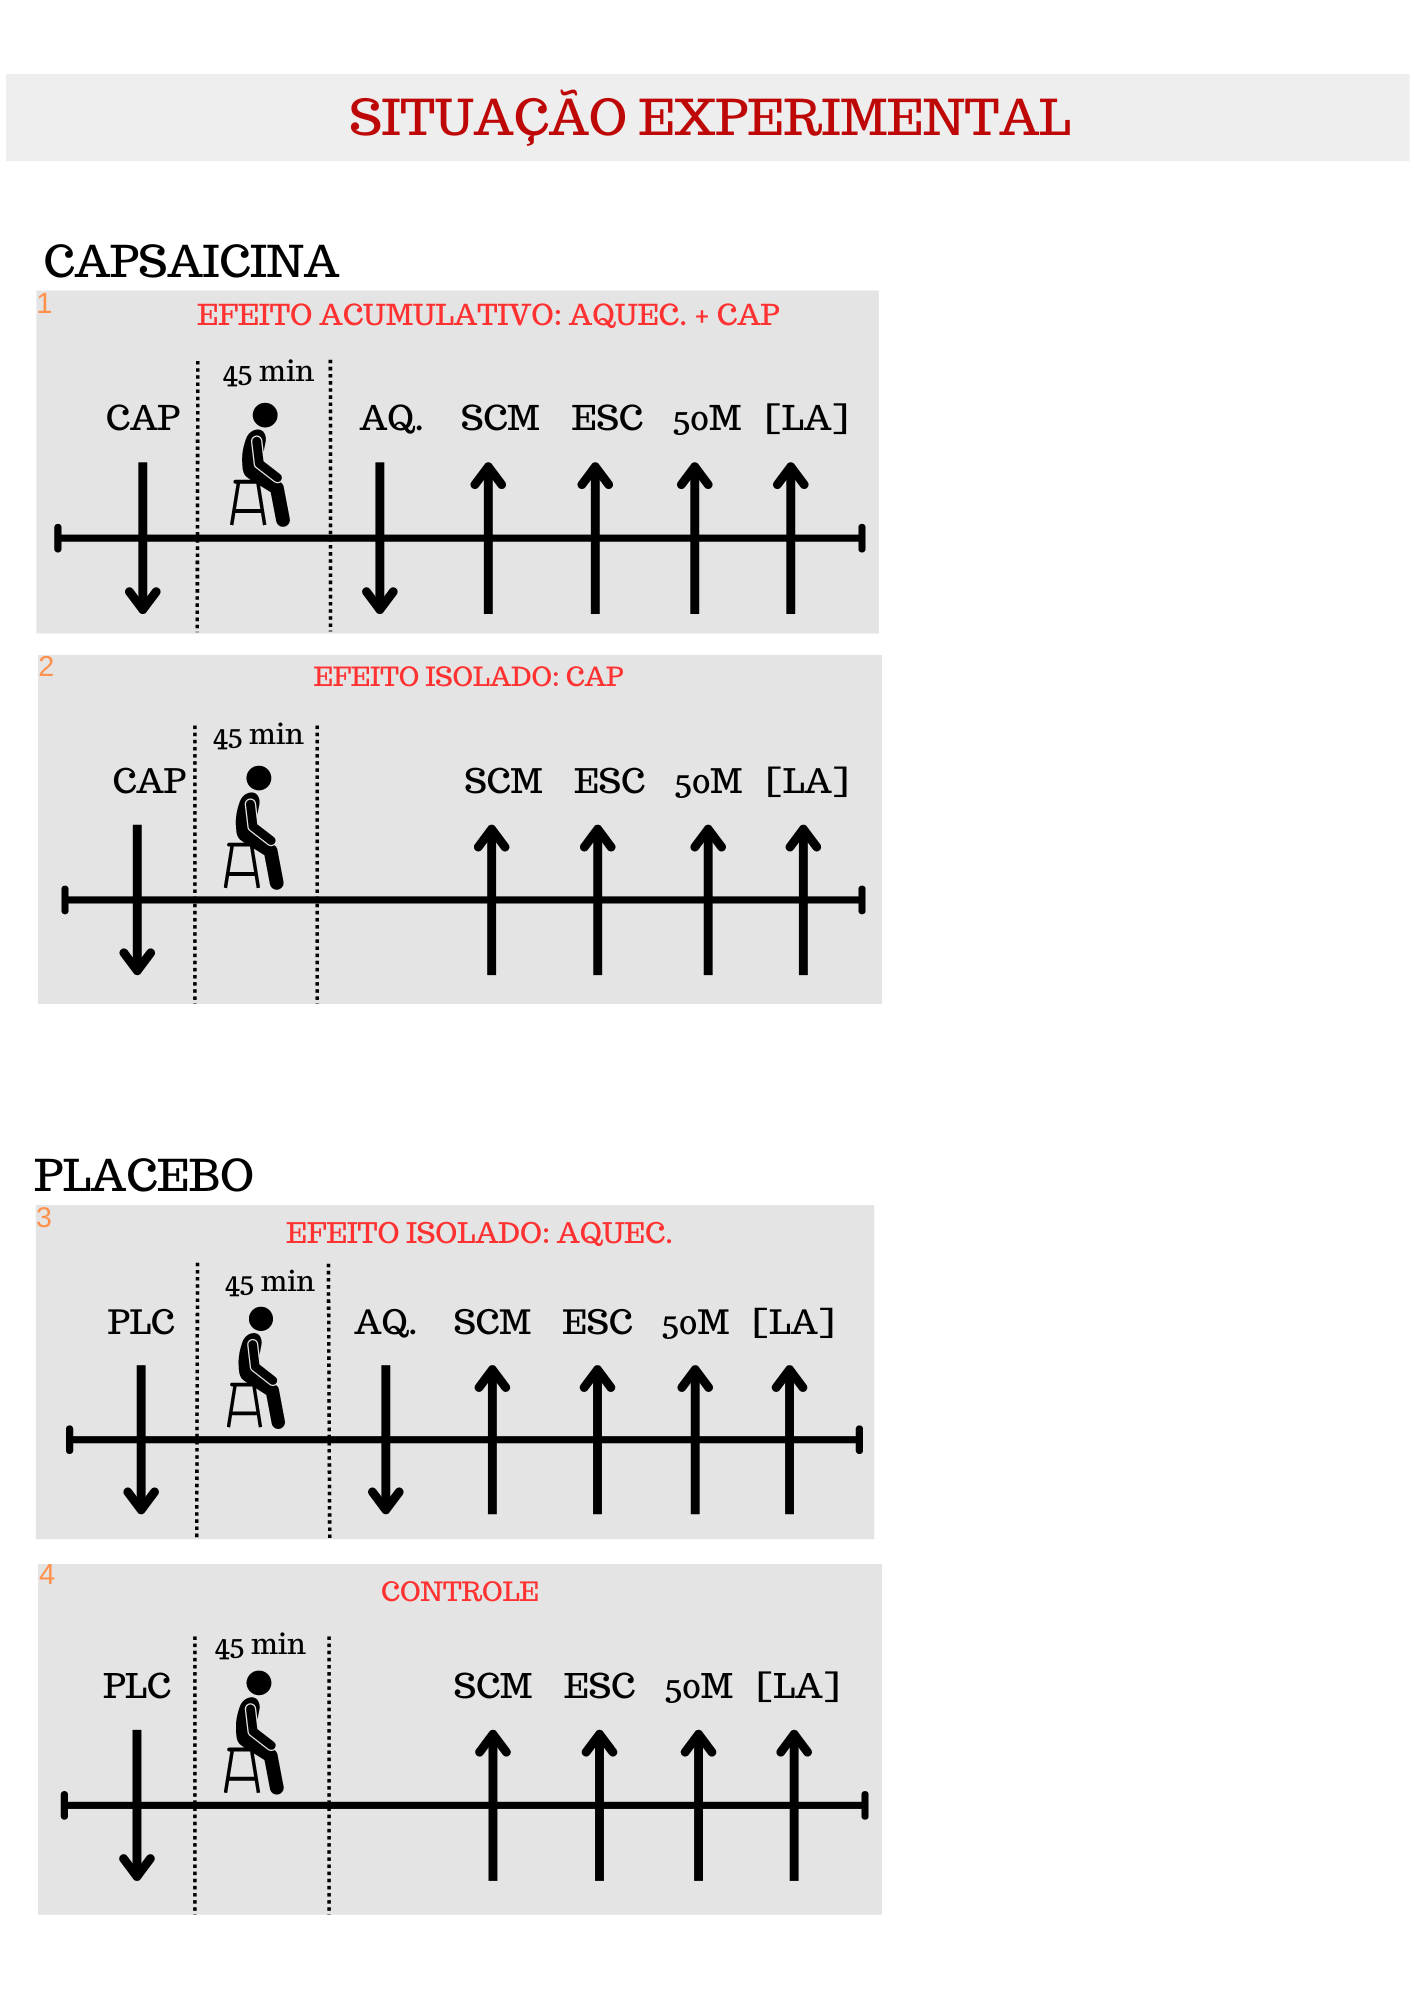 SITUAÇÃO EXPERIMENTAL
CAPSAICINA
1
EFEITO ACUMULATIVO: AQUEC. + CAP
45 min
CAP AQ. SCM ESC 50M [LA]
2
EFEITO ISOLADO: CAP
45 min
CAP SCM ESC 50M [LA]
PLACEBO
3
EFEITO ISOLADO: AQUEC.
45 min
PLC AQ. SCM ESC 50M [LA]
4
CONTROLE
45 min
PLC SCM ESC 50M [LA]